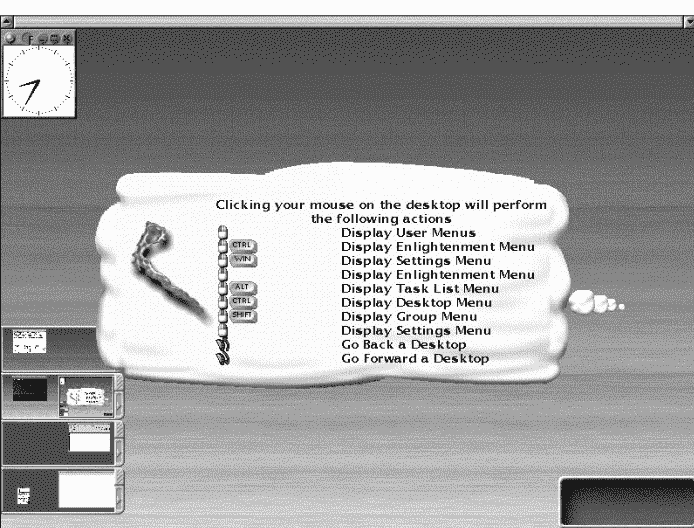 Clicking your mouse on the desktop will perform
the following actions
Display User Menus
CTRL Display Enlightenment Menu
WIN Display Settings Menu
Display Enlightenment Menu
ALT Display Task List Menu
CTRL Display Desktop Menu
SHIFT Display Group Menu
Display Settings Menu
Go Back a Desktop
Go Forward a Desktop